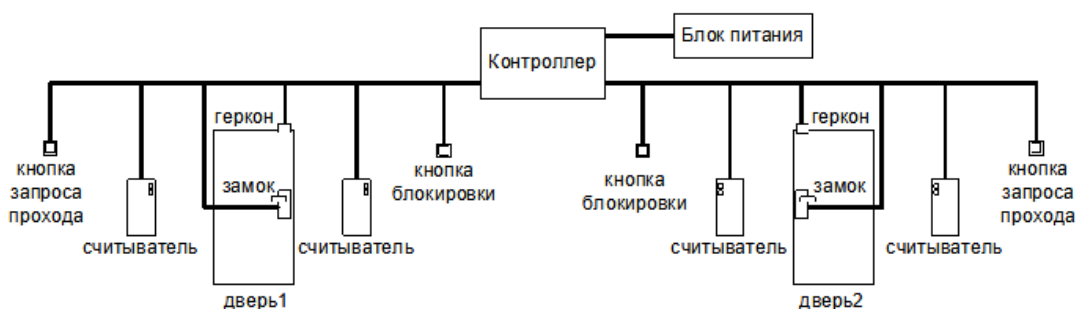 Блок питания
Контроллер
геркон
геркон
кнопка
запроса
прохода
замок
кнопка
блокировки
кнопка
блокировки
замок
кнопка
запроса
прохода
считыватель
считыватель
считыватель
считыватель
дверь1
дверь2